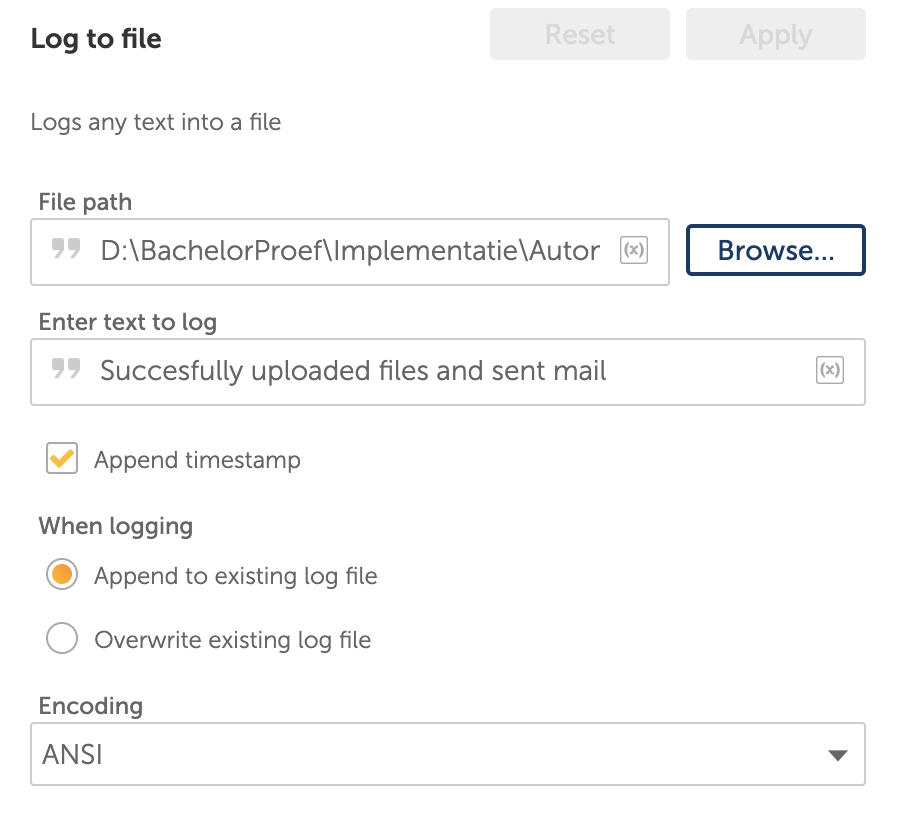 Log to file
Reset
Apply
Logs any text into a file
File path
D:\BachelorProef\Implementatie\Autor
(x)
Browse...
Enter text to log
Succesfully uploaded files and sent mail
(x)
Append timestamp
When logging
Append to existing log file
Overwrite existing log file
Encoding
ANSI